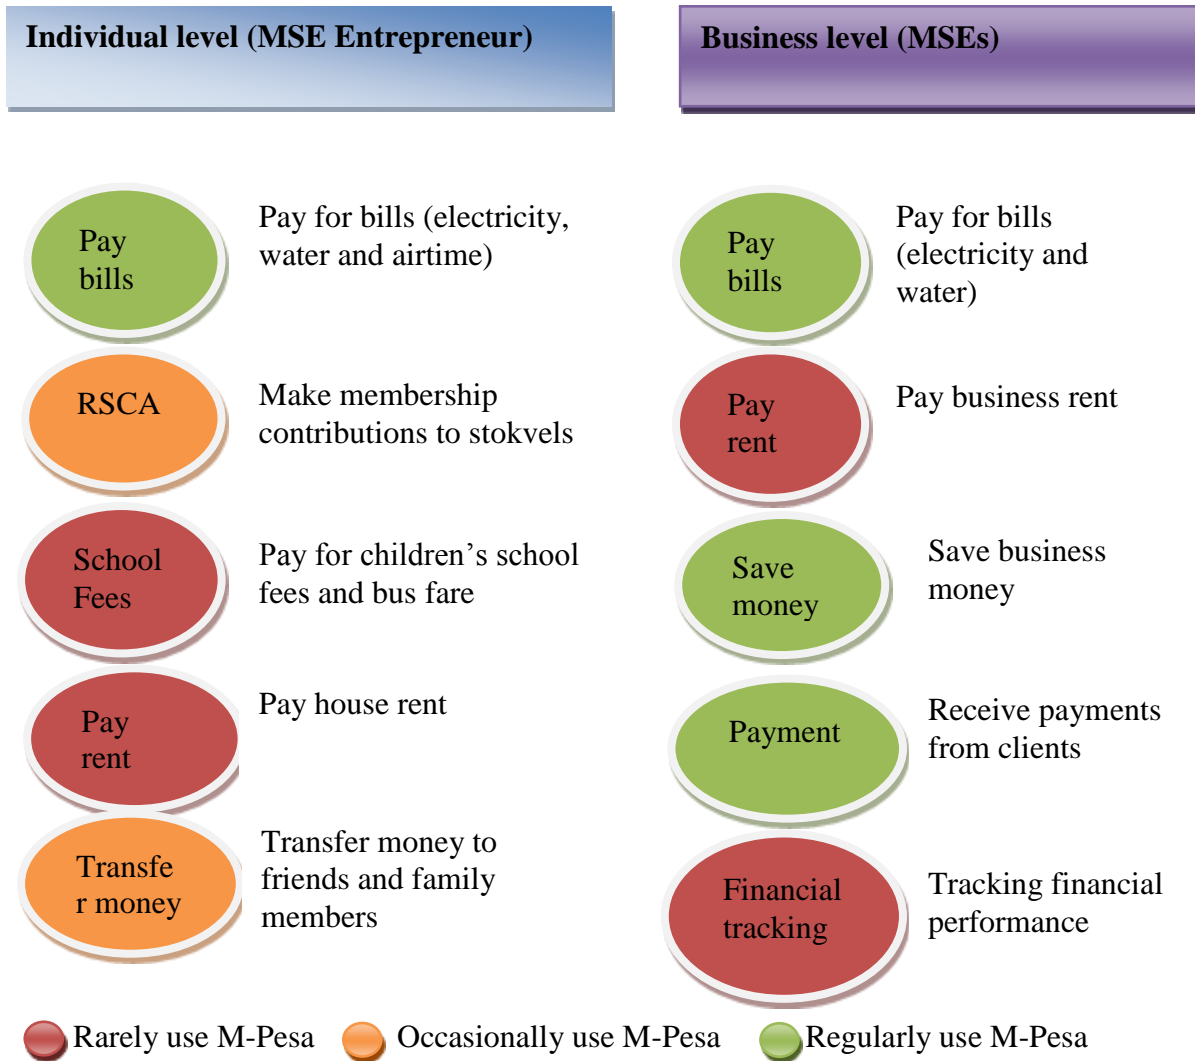 Individual level (MSE Entrepreneur)
Pay
bills
Pay for bills (electricity,
water and airtime)
RSCA
Make membership
contributions to stokvels
School
Fees
Pay for children’s school
fees and bus fare
Pay
rent
Pay house rent
Transfe
r money
Transfer money to
friends and family
members
Business level (MSEs)
Pay
bills
Pay for bills
(electricity and
water)
Pay
rent
Pay business rent
Save
money
Save business
money
Payment
Receive payments
from clients
Financial
tracking
Tracking financial
performance
Rarely use M-Pesa Occasionally use M-Pesa Regularly use M-Pesa